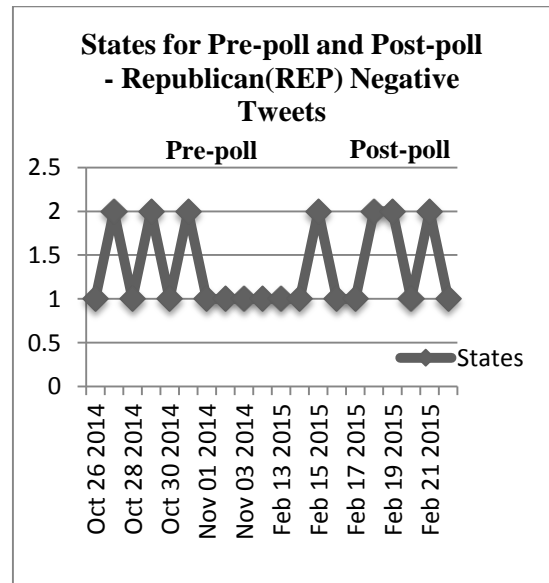 States for Pre-poll and Post-poll
- Republican(REP) Negative
Tweets
Pre-poll Post-poll
2.5
2
1.5
1
0.5
0
States
Oct 26 2014
Oct 28 2014
Oct 30 2014
Nov 01 2014
Nov 03 2014
Feb 13 2015
Feb 15 2015
Feb 17 2015
Feb 19 2015
Feb 21 2015